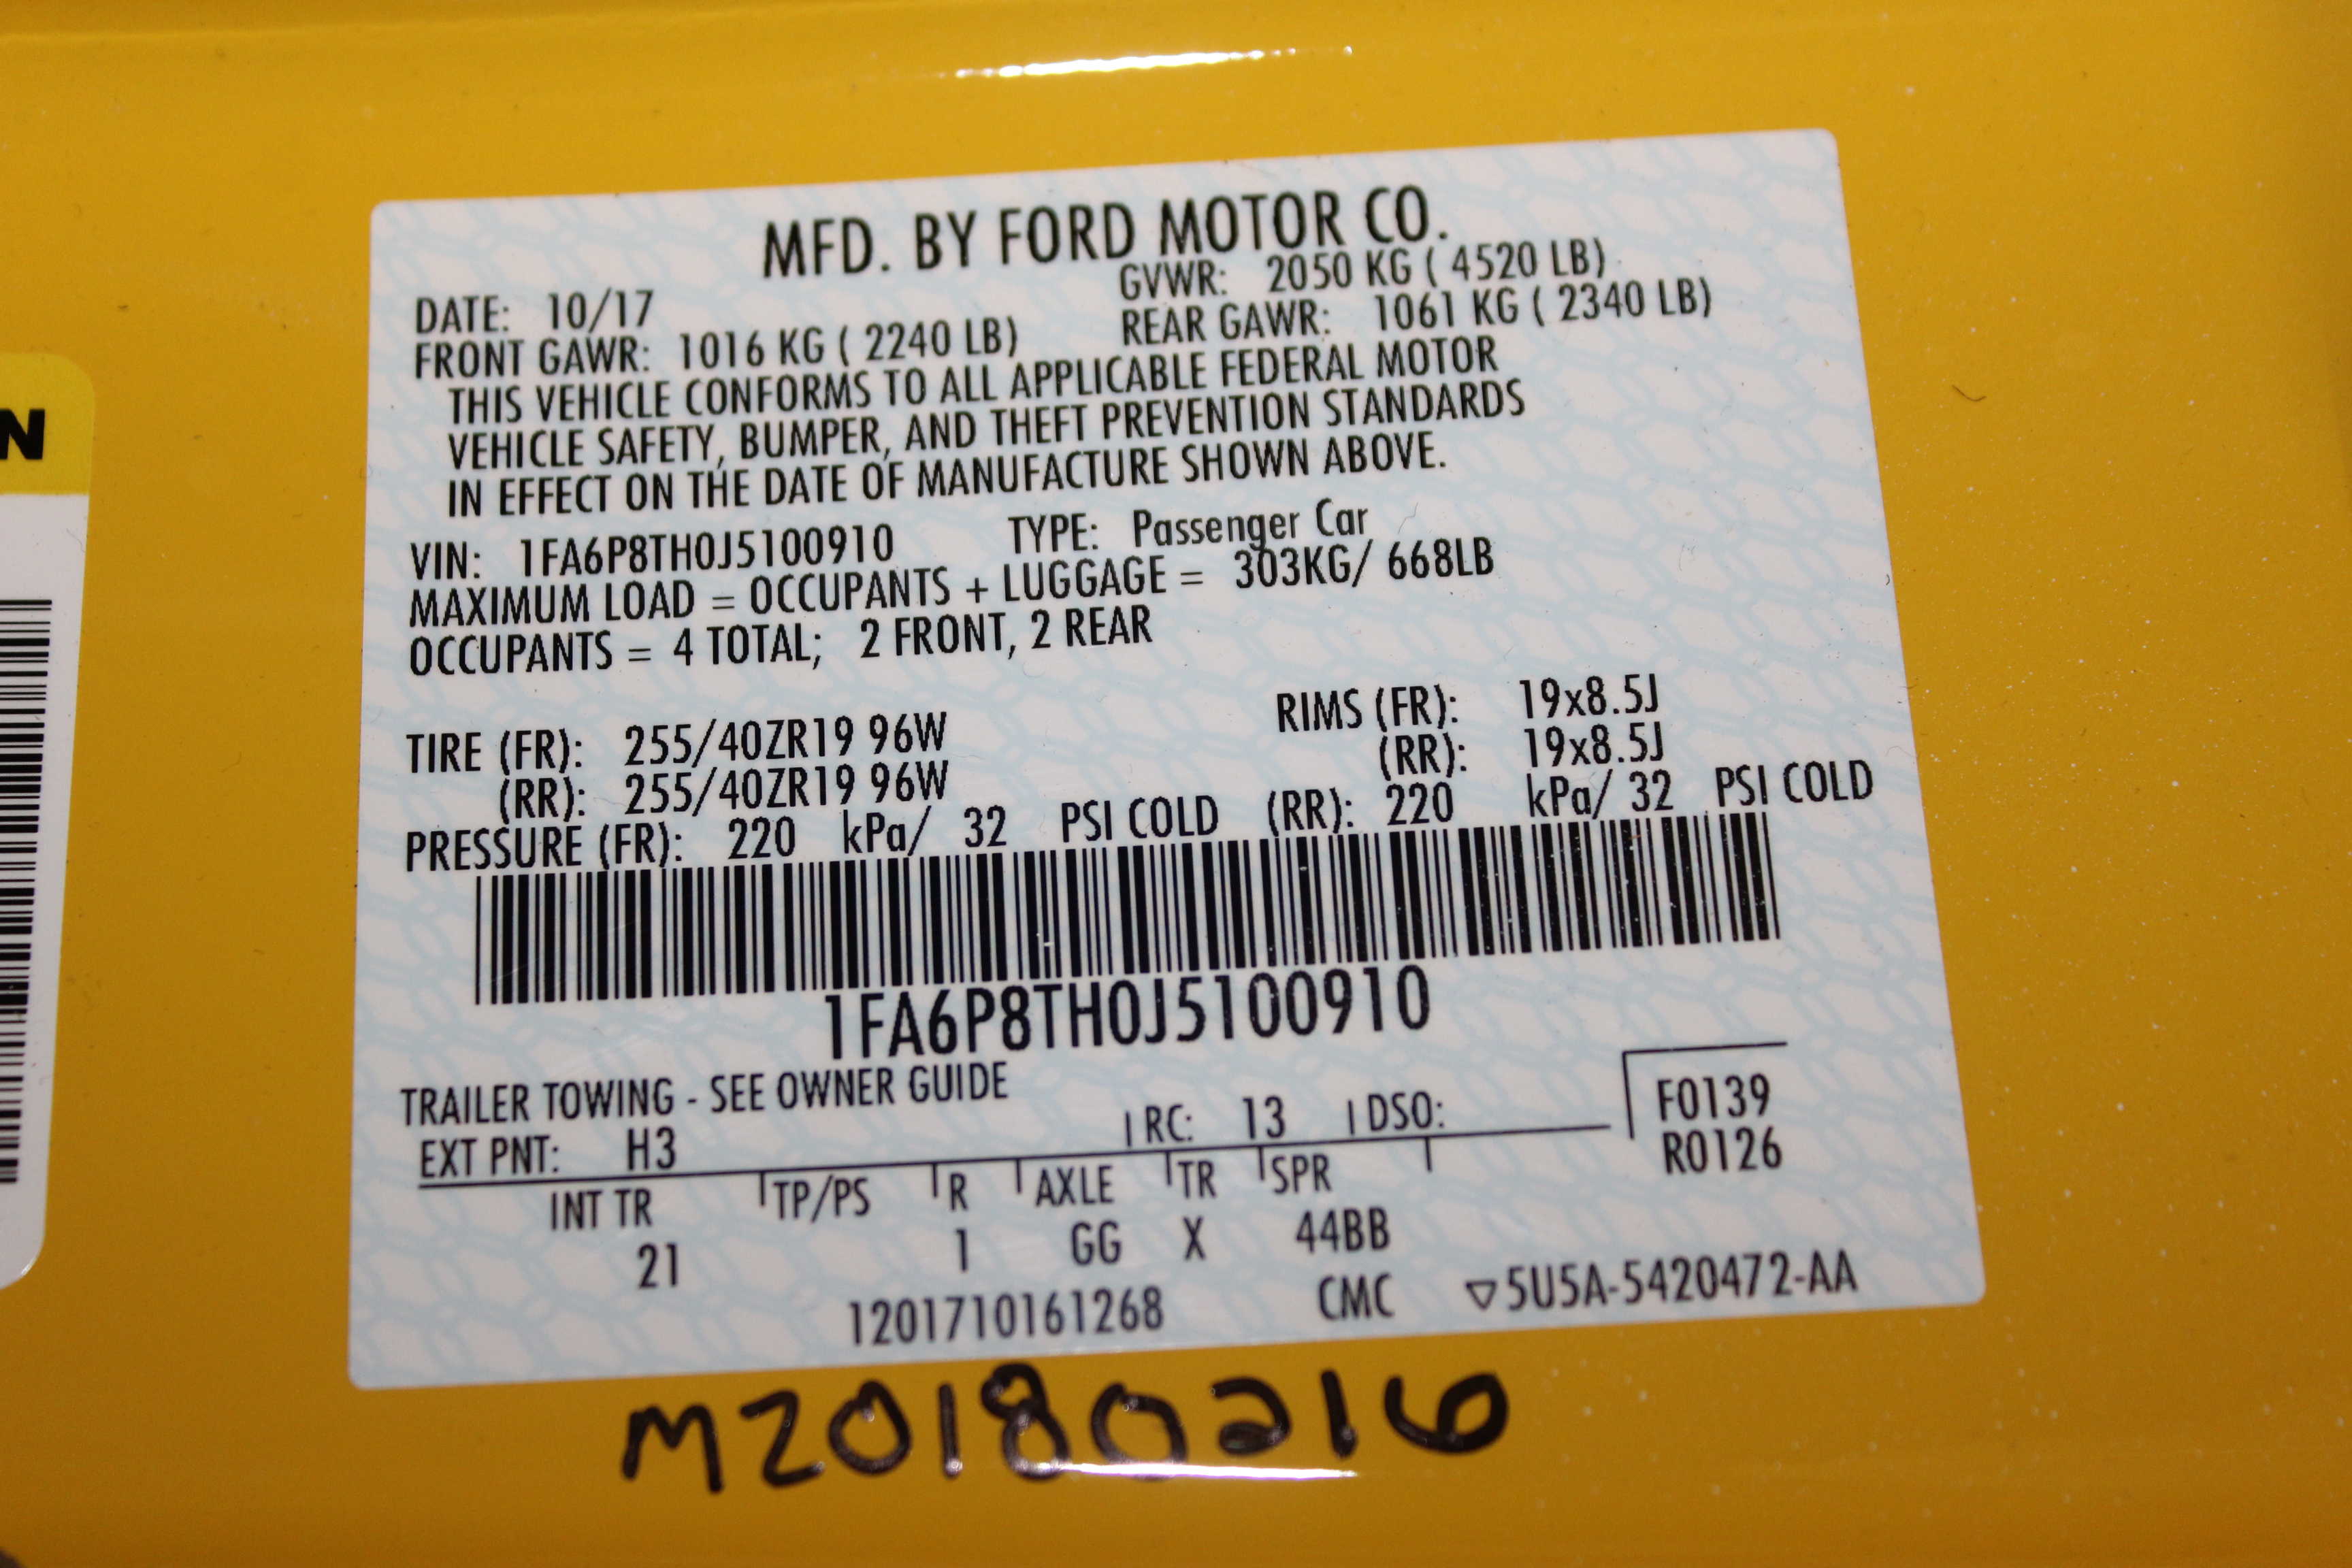 MFD. BY FORD MOTOR CO.
DATE: 10/17 GVWR: 2050 KG ( 4520 LB)
FRONT GAWR: 1016 KG ( 2240 LB) REAR GAWR: 1061 KG ( 2340 LB)
THIS VEHICLE CONFORMS TO ALL APPLICABLE FEDERAL MOTOR
VEHICLE SAFETY, BUMPER, AND THEFT PREVENTION STANDARDS
IN EFFECT ON THE DATE OF MANUFACTURE SHOWN ABOVE.
VIN: 1FA6P8TH0J5100910 TYPE: Passenger Car
MAXIMUM LOAD = OCCUPANTS + LUGGAGE = 303KG/ 668LB
OCCUPANTS = 4 TOTAL; 2 FRONT, 2 REAR
TIRE (FR): 255/40ZR19 96W RIMS (FR): 19x8.5J
(RR): 255/40ZR19 96W (RR): 19x8.5J
PRESSURE (FR): 220 kPa/ 32 PSI COLD (RR): 220 kPa/ 32 PSI COLD
1FA6P8TH0J5100910
TRAILER TOWING - SEE OWNER GUIDE
EXT PNT: H3 RC: 13 DSO: F0139
R0126
INT TR TP/PS R AXLE TR SPR
21 1 GG X 44BB
1201710161268 CMC ▽5U5A-5420472-AA
M20180216
N